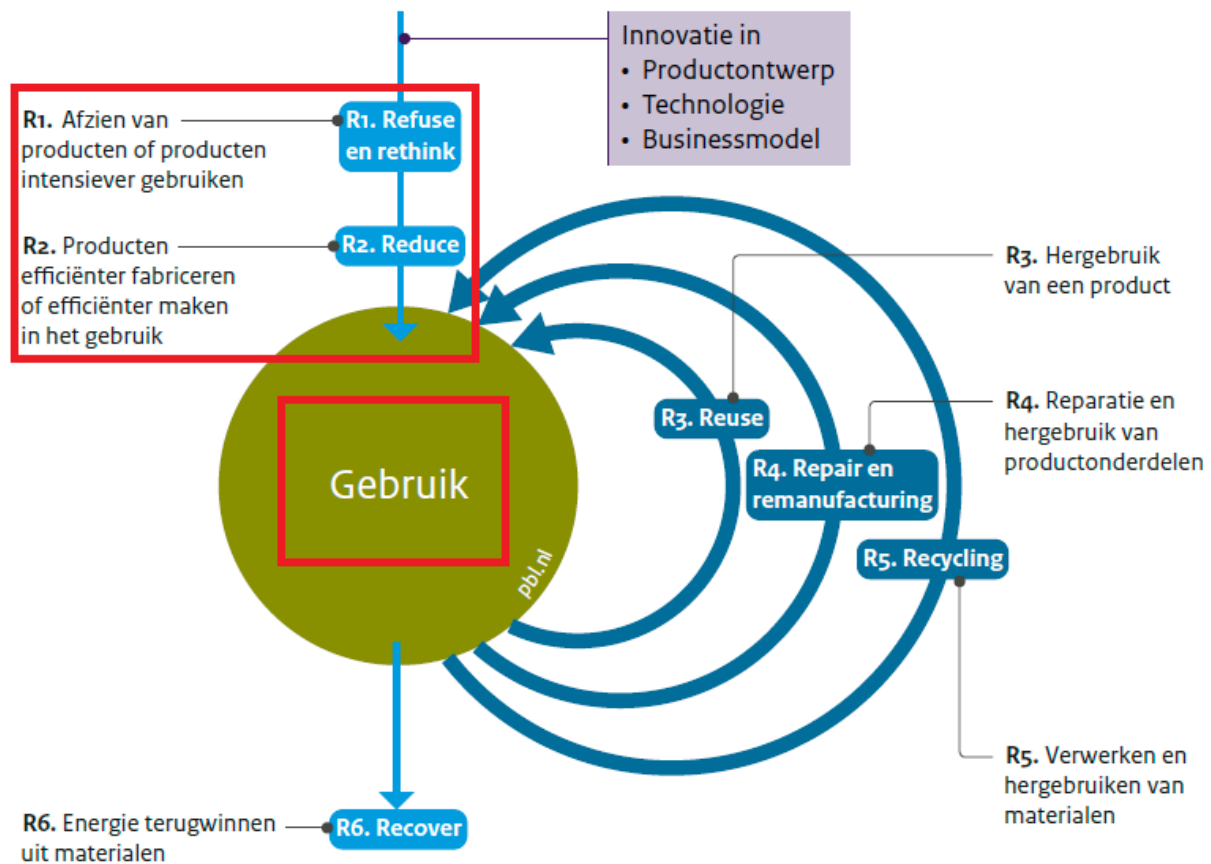 Innovatie in
• Productontwerp
• Technologie
• Businessmodel
R1. Afzien van
producten of producten
intensiever gebruiken
R1. Refuse
en rethink
R2. Producten
efficiënter fabriceren
of efficiënter maken
in het gebruik
R2. Reduce
R3. Hergebruik
van een product
R3. Reuse
R4. Reparatie en
hergebruik van
productonderdelen
R4. Repair en
remanufacturing
Gebruik
pbl.nl
R5. Recycling
R5. Verwerken en
hergebruiken van
materialen
R6. Energie terugwinnen
uit materialen
R6. Recover